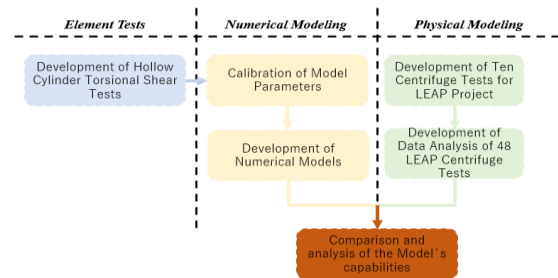 Element Tests
Numerical Modeling
Physical Modeling
Development of Hollow
Cylinder Torsional Shear
Tests
Calibration of Model
Parameters
Development of Ten
Centrifuge Tests for
LEAP Project
Development of
Numerical Models
Development of
Data Analysis of 48
LEAP Centrifuge
Tests
Comparison and
analysis of the Model`s
capabilities